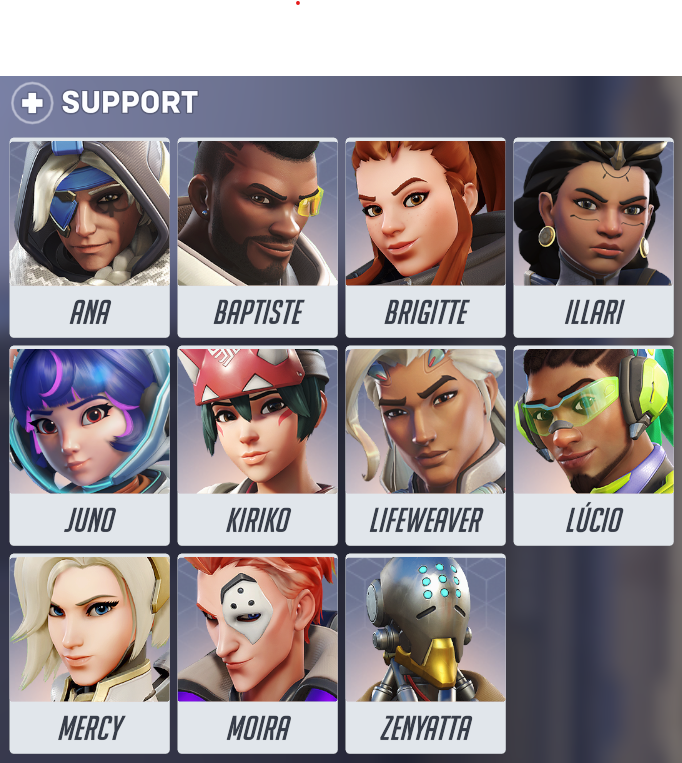 SUPPORT
ANA
BAPTISTE
BRIGITTE
ILLARI
JUNO
KIRIKO
LIFEWEAVER
LÚCIO
MERCY
MOIRA
ZENYATTA